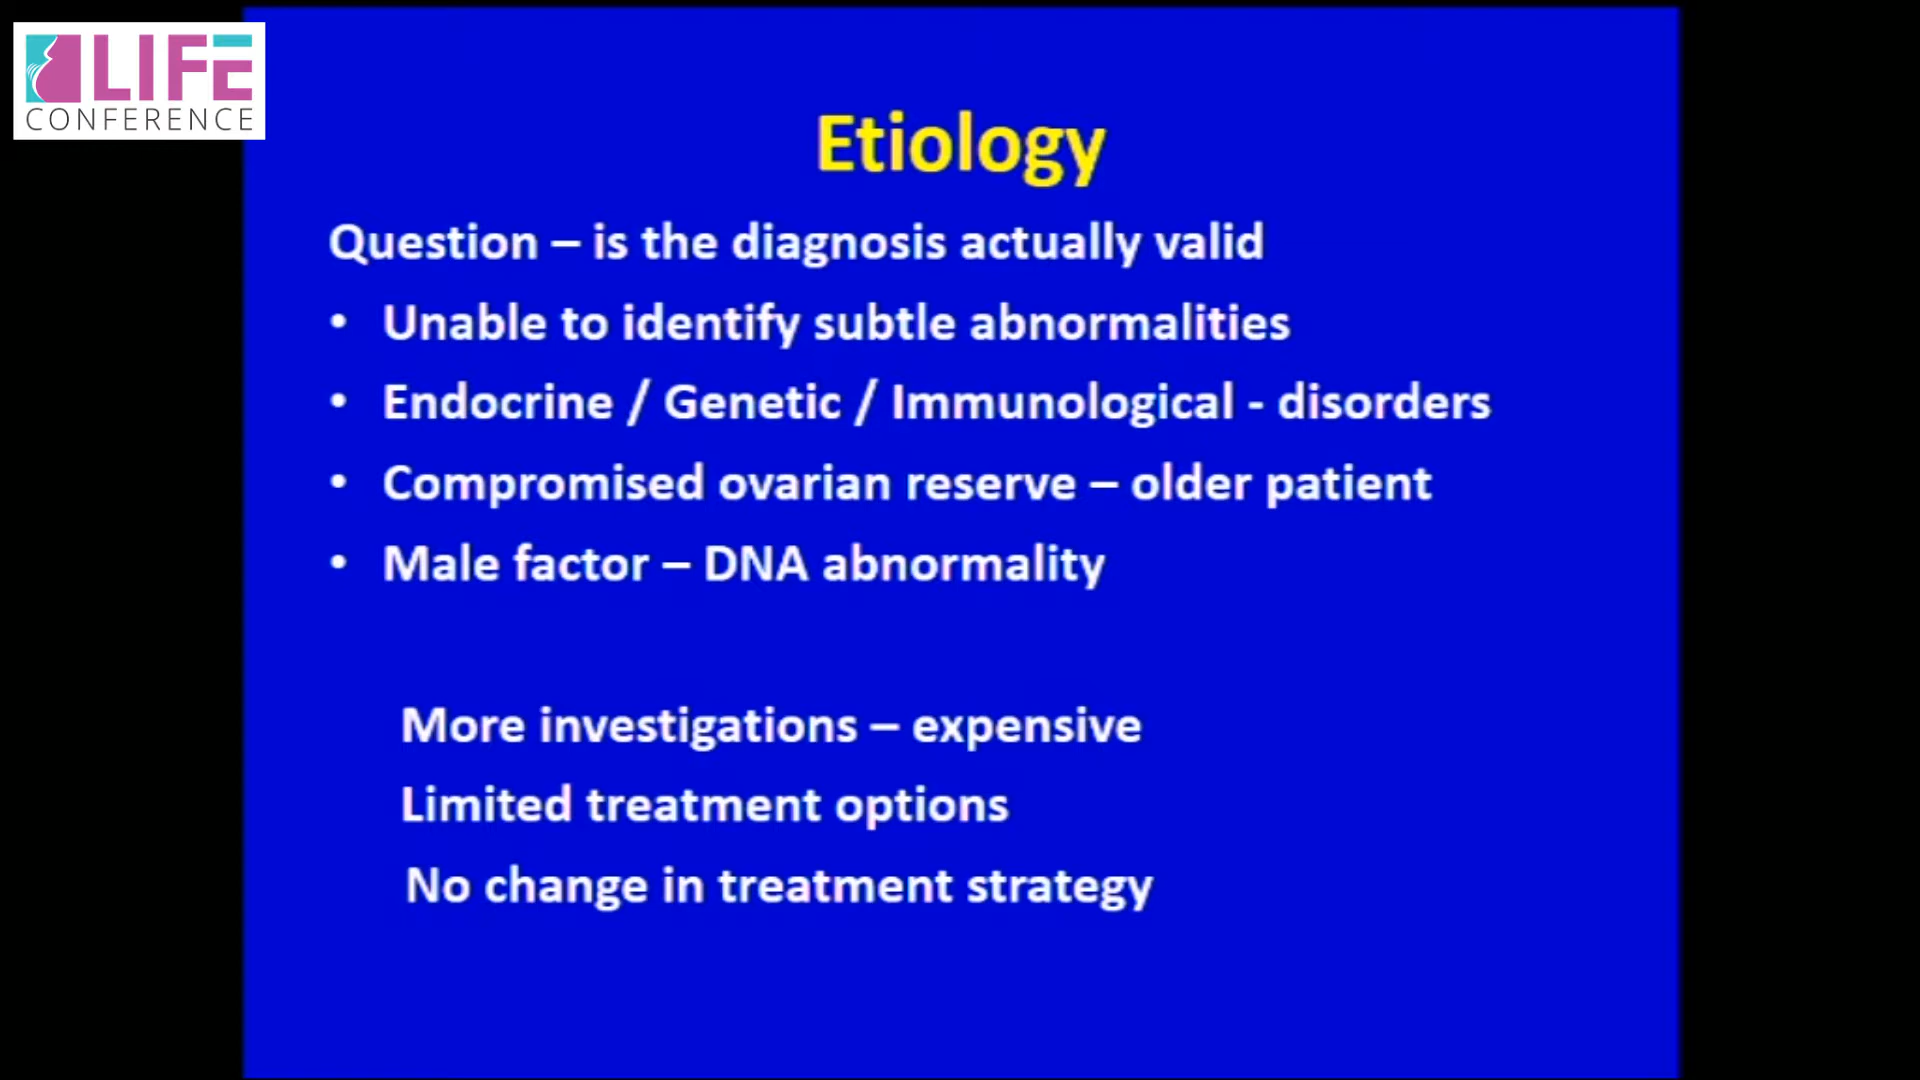 LIFE
CONFERENCE
Etiology
Question – is the diagnosis actually valid
• Unable to identify subtle abnormalities
• Endocrine / Genetic / Immunological - disorders
• Compromised ovarian reserve – older patient
• Male factor – DNA abnormality
More investigations – expensive
Limited treatment options
No change in treatment strategy